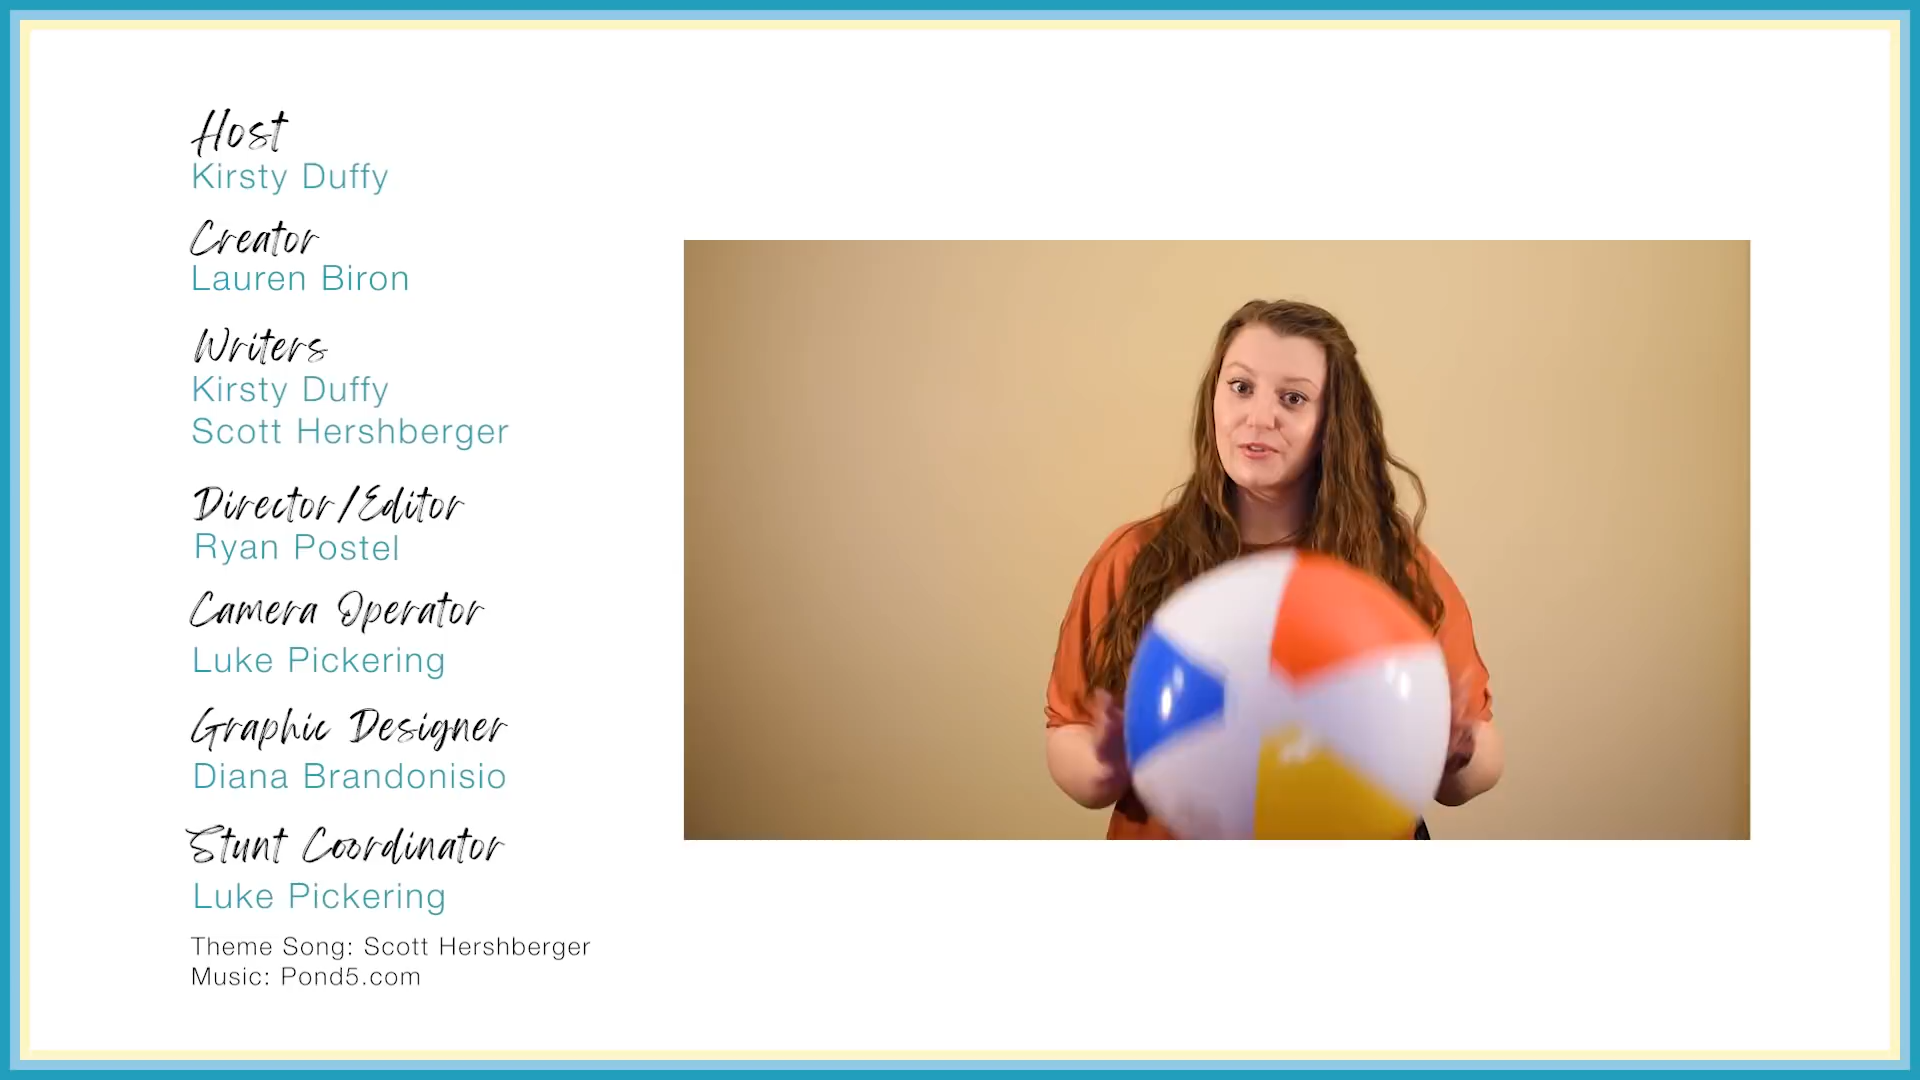 Host
Kirsty Duffy
Creator
Lauren Biron
Writers
Kirsty Duffy
Scott Hershberger
Director/Editor
Ryan Postel
Camera Operator
Luke Pickering
Graphic Designer
Diana Brandonisio
Stunt Coordinator
Luke Pickering
Theme Song: Scott Hershberger
Music: Pond5.com